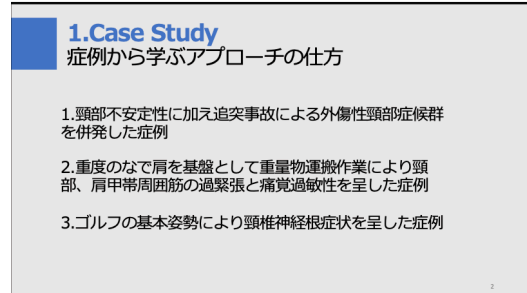 1.Case Study
症例から学ぶアプローチの仕方
1.頸部不安定性に加え追突事故による外傷性頸部症候群
を併発した症例
2.重度のなで肩を基盤として重量物運搬作業により頸
部、肩甲帯周囲筋の過緊張と痛覚過敏性を呈した症例
3.ゴルフの基本姿勢により頸椎神経根症状を呈した症例
2